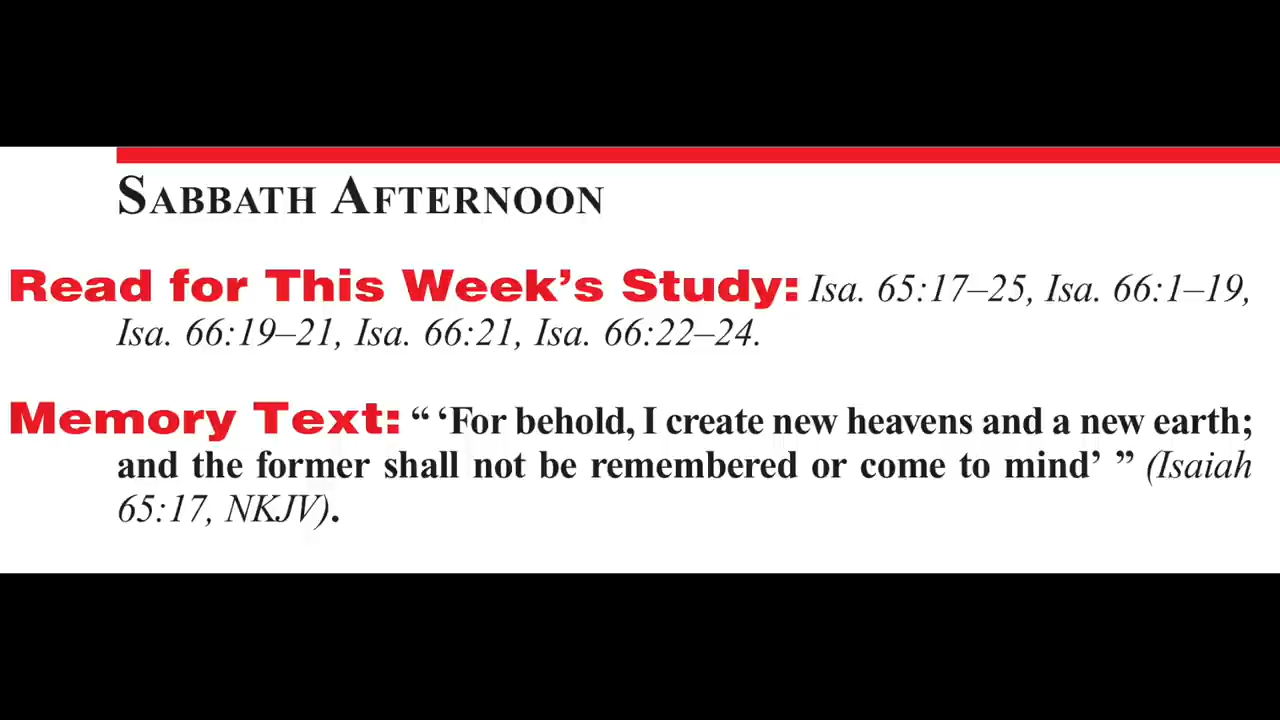 SABBATH AFTERNOON
Read for This Week’s Study: Isa. 65:17–25, Isa. 66:1–19,
Isa. 66:19–21, Isa. 66:21, Isa. 66:22–24.
Memory Text: “ ‘For behold, I create new heavens and a new earth;
and the former shall not be remembered or come to mind’ ” (Isaiah
65:17, NKJV).